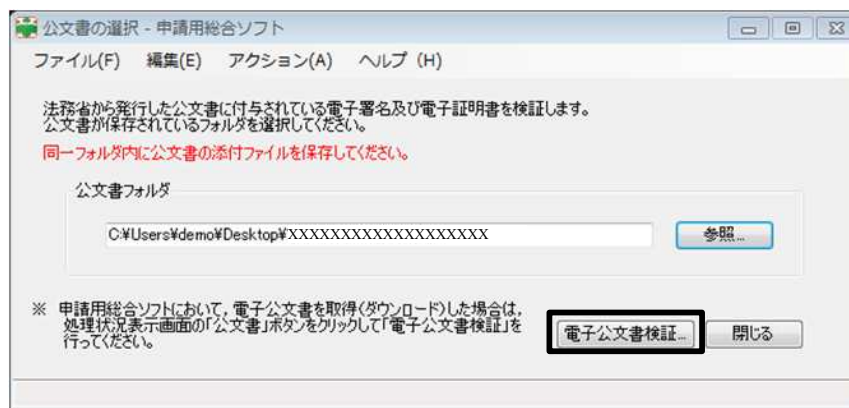 公文書の選択 - 申請用総合ソフト
ファイル(F) 編集(E) アクション(A) ヘルプ (H)
法務省から発行した公文書に付与されている電子署名及び電子証明書を検証します。
公文書が保存されているフォルダを選択してください。
同一フォルダ内に公文書の添付ファイルを保存してください。
公文書フォルダ
C:¥Users¥demo¥Desktop¥XXXXXXXXXXXXXXXXXXX
参照...
※ 申請用総合ソフトにおいて，電子公文書を取得(ダウンロード)した場合は，
処理状況表示画面の「公文書」ボタンをクリックして「電子公文書検証」を
行ってください。
電子公文書検証...
閉じる